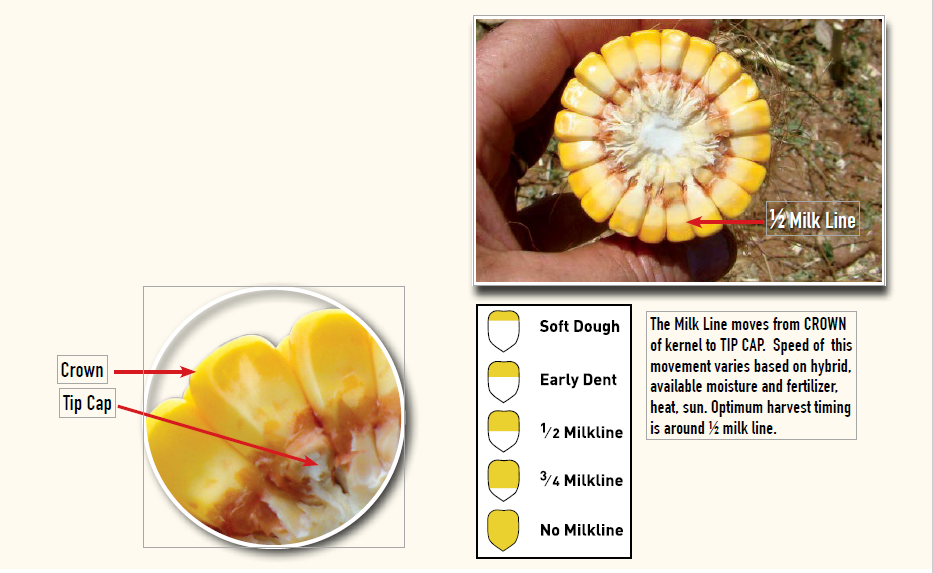 ½ Milk Line
Crown
Tip Cap
Soft Dough
Early Dent
1/2 Milkline
3/4 Milkline
No Milkline
The Milk Line moves from CROWN
of kernel to TIP CAP. Speed of this
movement varies based on hybrid,
available moisture and fertilizer,
heat, sun. Optimum harvest timing
is around ½ milk line.